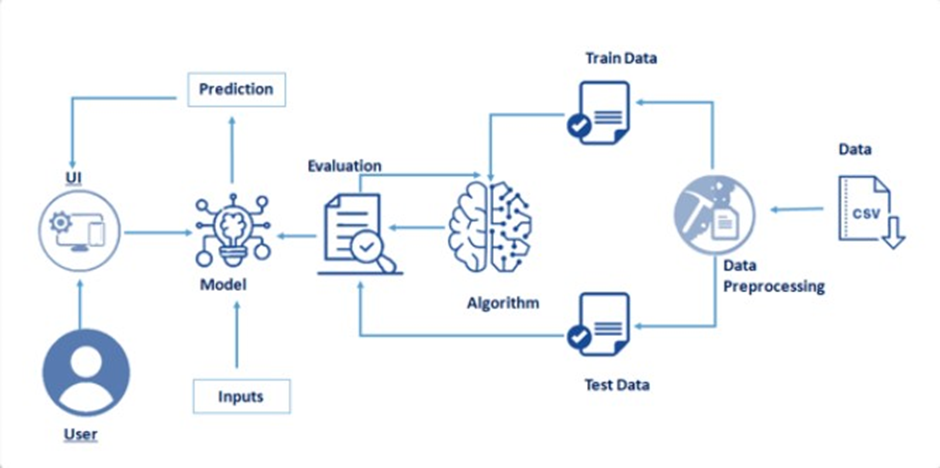 Train Data
Prediction
Data
Evaluation
UI
CSV
Data
Preprocessing
Model
Algorithm
Test Data
Inputs
User